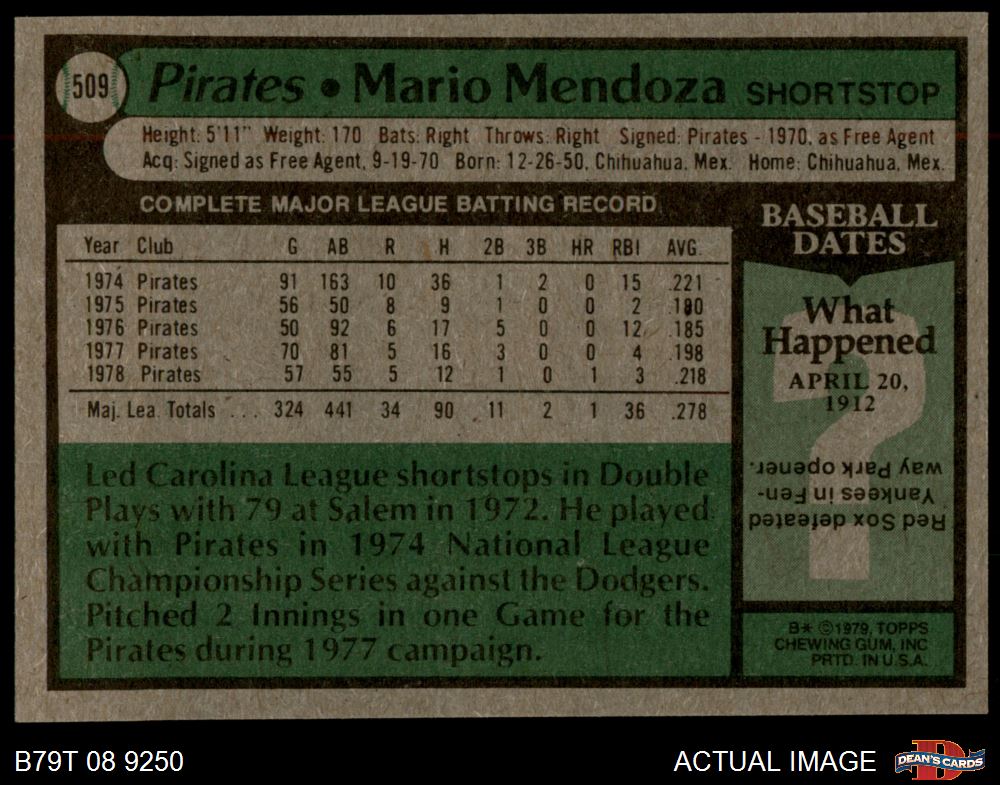 509 Pirates • Mario Mendoza SHORTSTOP
Height: 5'11" Weight: 170 Bats: Right Throws: Right Signed: Pirates - 1970, as Free Agent
Acq: Signed as Free Agent, 9-19-70 Born: 12-26-50, Chihuahua, Mex. Home: Chihuahua, Mex.
COMPLETE MAJOR LEAGUE BATTING RECORD
Year Club G AB R H 2B 3B HR RBI AVG.
1974 Pirates 91 163 10 36 1 2 0 15 .221
1975 Pirates 56 50 8 9 1 0 0 2 .180
1976 Pirates 50 92 6 17 5 0 0 12 .185
1977 Pirates 70 81 5 16 3 0 0 4 .198
1978 Pirates 57 55 5 12 1 0 1 3 .218
Maj. Lea. Totals ... 324 441 34 90 11 2 1 36 .278
Led Carolina League shortstops in Double
Plays with 79 at Salem in 1972. He played
with Pirates in 1974 National League
Championship Series against the Dodgers.
Pitched 2 Innings in one Game for the
Pirates during 1977 campaign.
BASEBALL
DATES
What
Happened
APRIL 20,
1912
?
Red Sox defeated
Yankees in Fen-
way Park opener.
B* ©1979, TOPPS
CHEWING GUM, INC
PRTD. IN U.S.A.
B79T 08 9250
ACTUAL IMAGE
DEAN'S CARDS